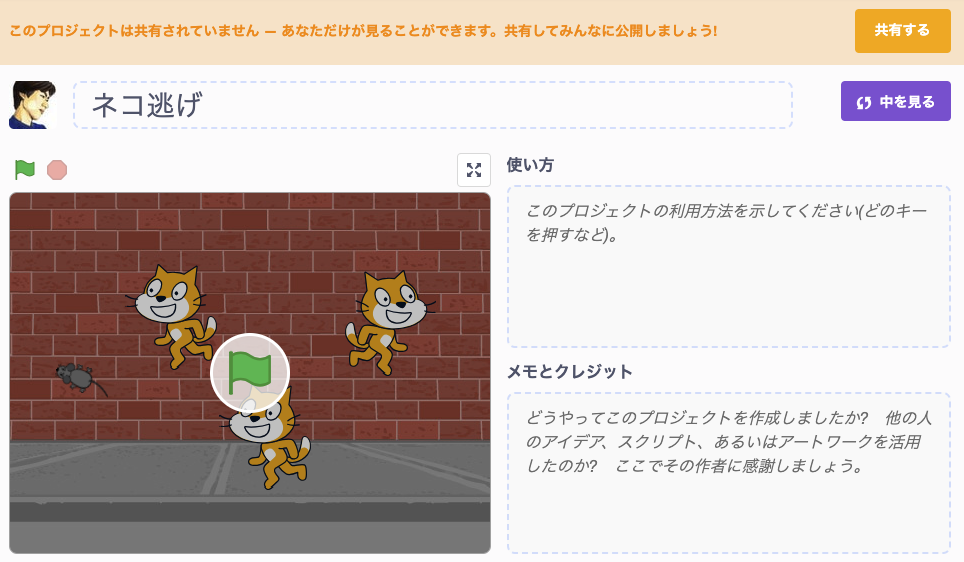 このプロジェクトは共有されていません — あなただけが見ることができます。共有してみんなに公開しましょう!
共有する
ネコ逃げ
中を見る
使い方
このプロジェクトの利用方法を示してください(どのキー
を押すなど)。
メモとクレジット
どうやってこのプロジェクトを作成しましたか?　他の人
のアイデア、スクリプト、あるいはアートワークを活用
したのか?　ここでその作者に感謝しましょう。